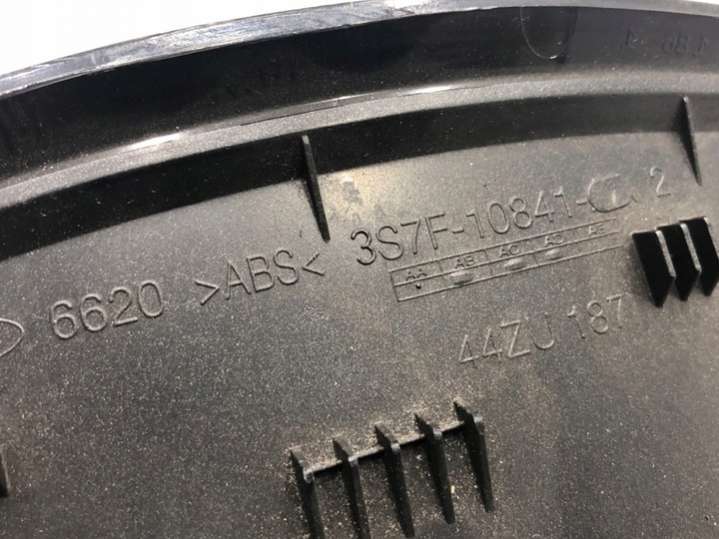 6620 >ABS< 3S7F-10841- 2
AA AB AC AD AE
44ZU 187